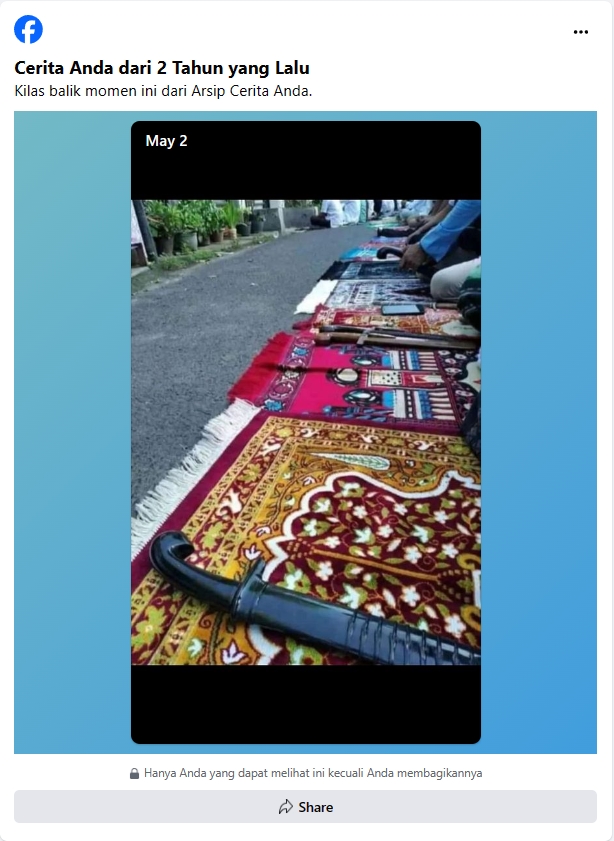 Cerita Anda dari 2 Tahun yang Lalu
Kilas balik momen ini dari Arsip Cerita Anda.
May 2
Hanya Anda yang dapat melihat ini kecuali Anda membagikannya
Share